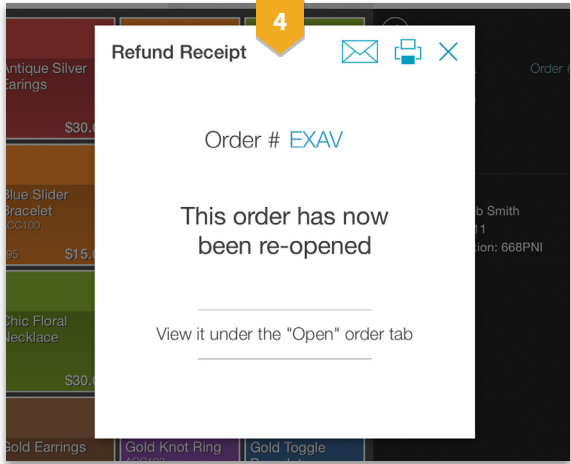 4
Refund Receipt
Order # EXAV
This order has now
been re-opened
View it under the "Open" order tab
Antique Silver
Earings
$30.
Blue Slider
Bracelet
ACC100
95
$15.
Chic Floral
Necklace
$30.
Gold Earrings
Gold Knot Ring
Gold Toggle
Order #
b Smith
11
tion: 668PNI